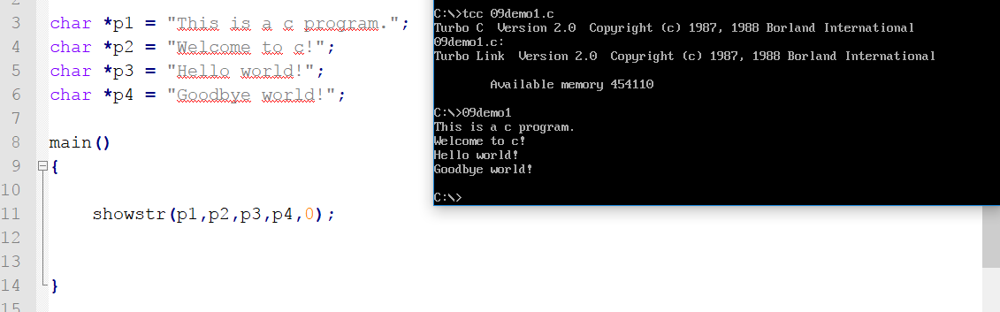 2
3 char *p1 = "This is a c program.";
4 char *p2 = "Welcome to c!";
5 char *p3 = "Hello world!";
6 char *p4 = "Goodbye world!";
7
8 main()
9 {
10
11 showstr(p1,p2,p3,p4,0);
12
13
14 }
15
C:\>tcc 09demo1.c
Turbo C Version 2.0 Copyright (c) 1987, 1988 Borland International
09demo1.c:
Turbo Link Version 2.0 Copyright (c) 1987, 1988 Borland International
Available memory 454110
C:\>09demo1
This is a c program.
Welcome to c!
Hello world!
Goodbye world!
C:\>